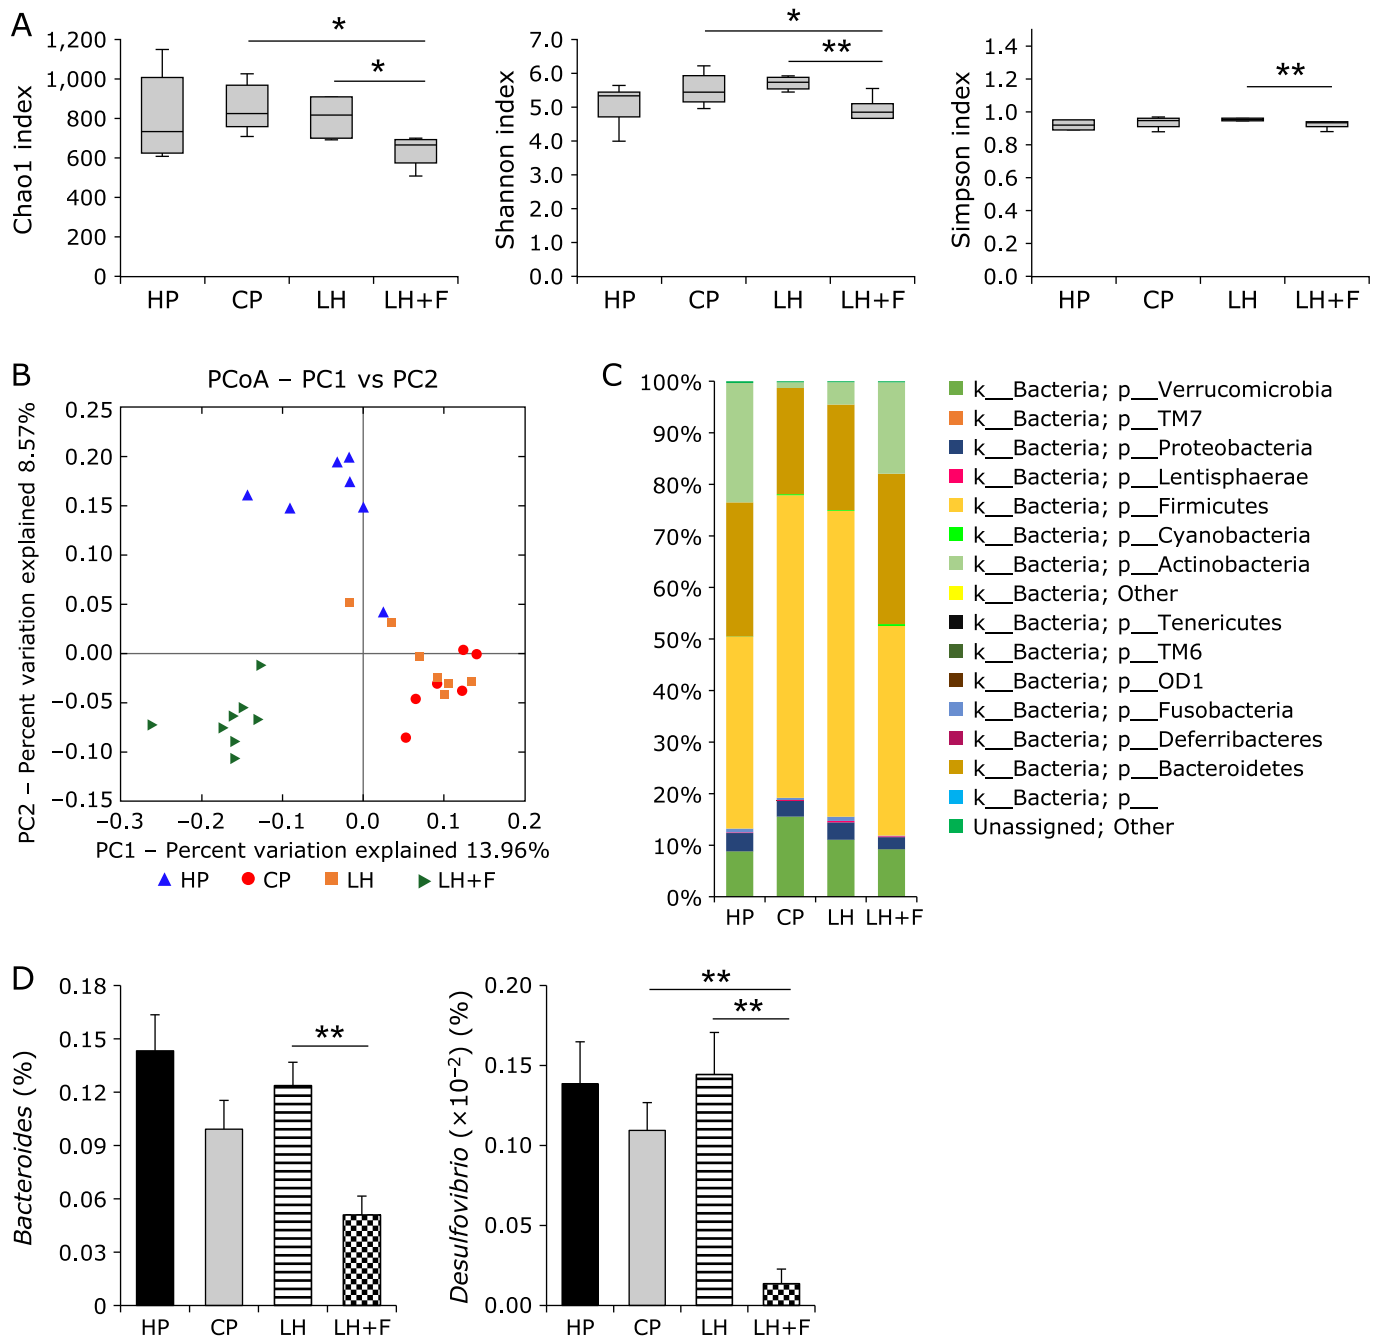 A
Chao1 index
1,200
1,000
800
600
400
200
0
HP CP LH LH+F
*
*
Shannon index
7.0
6.0
5.0
4.0
3.0
2.0
1.0
0.0
HP CP LH LH+F
*
**
Simpson index
1.4
1.2
1.0
0.8
0.6
0.4
0.2
0.0
HP CP LH LH+F
**
B
PCoA – PC1 vs PC2
PC2 – Percent variation explained 8.57%
0.25
0.20
0.15
0.10
0.05
0.00
−0.05
−0.10
−0.15
−0.3 −0.2 −0.1 0.0 0.1 0.2
PC1 – Percent variation explained 13.96%
HP CP LH LH+F
C
100%
90%
80%
70%
60%
50%
40%
30%
20%
10%
0%
HP CP LH LH+F
k__Bacteria; p__Verrucomicrobia
k__Bacteria; p__TM7
k__Bacteria; p__Proteobacteria
k__Bacteria; p__Lentisphaerae
k__Bacteria; p__Firmicutes
k__Bacteria; p__Cyanobacteria
k__Bacteria; p__Actinobacteria
k__Bacteria; Other
k__Bacteria; p__Tenericutes
k__Bacteria; p__TM6
k__Bacteria; p__OD1
k__Bacteria; p__Fusobacteria
k__Bacteria; p__Deferribacteres
k__Bacteria; p__Bacteroidetes
k__Bacteria; p__
Unassigned; Other
D
Bacteroides (%)
0.18
0.15
0.12
0.09
0.06
0.03
0
HP CP LH LH+F
**
Desulfovibrio (×10−2) (%)
0.20
0.15
0.10
0.05
0.00
HP CP LH LH+F
**
**